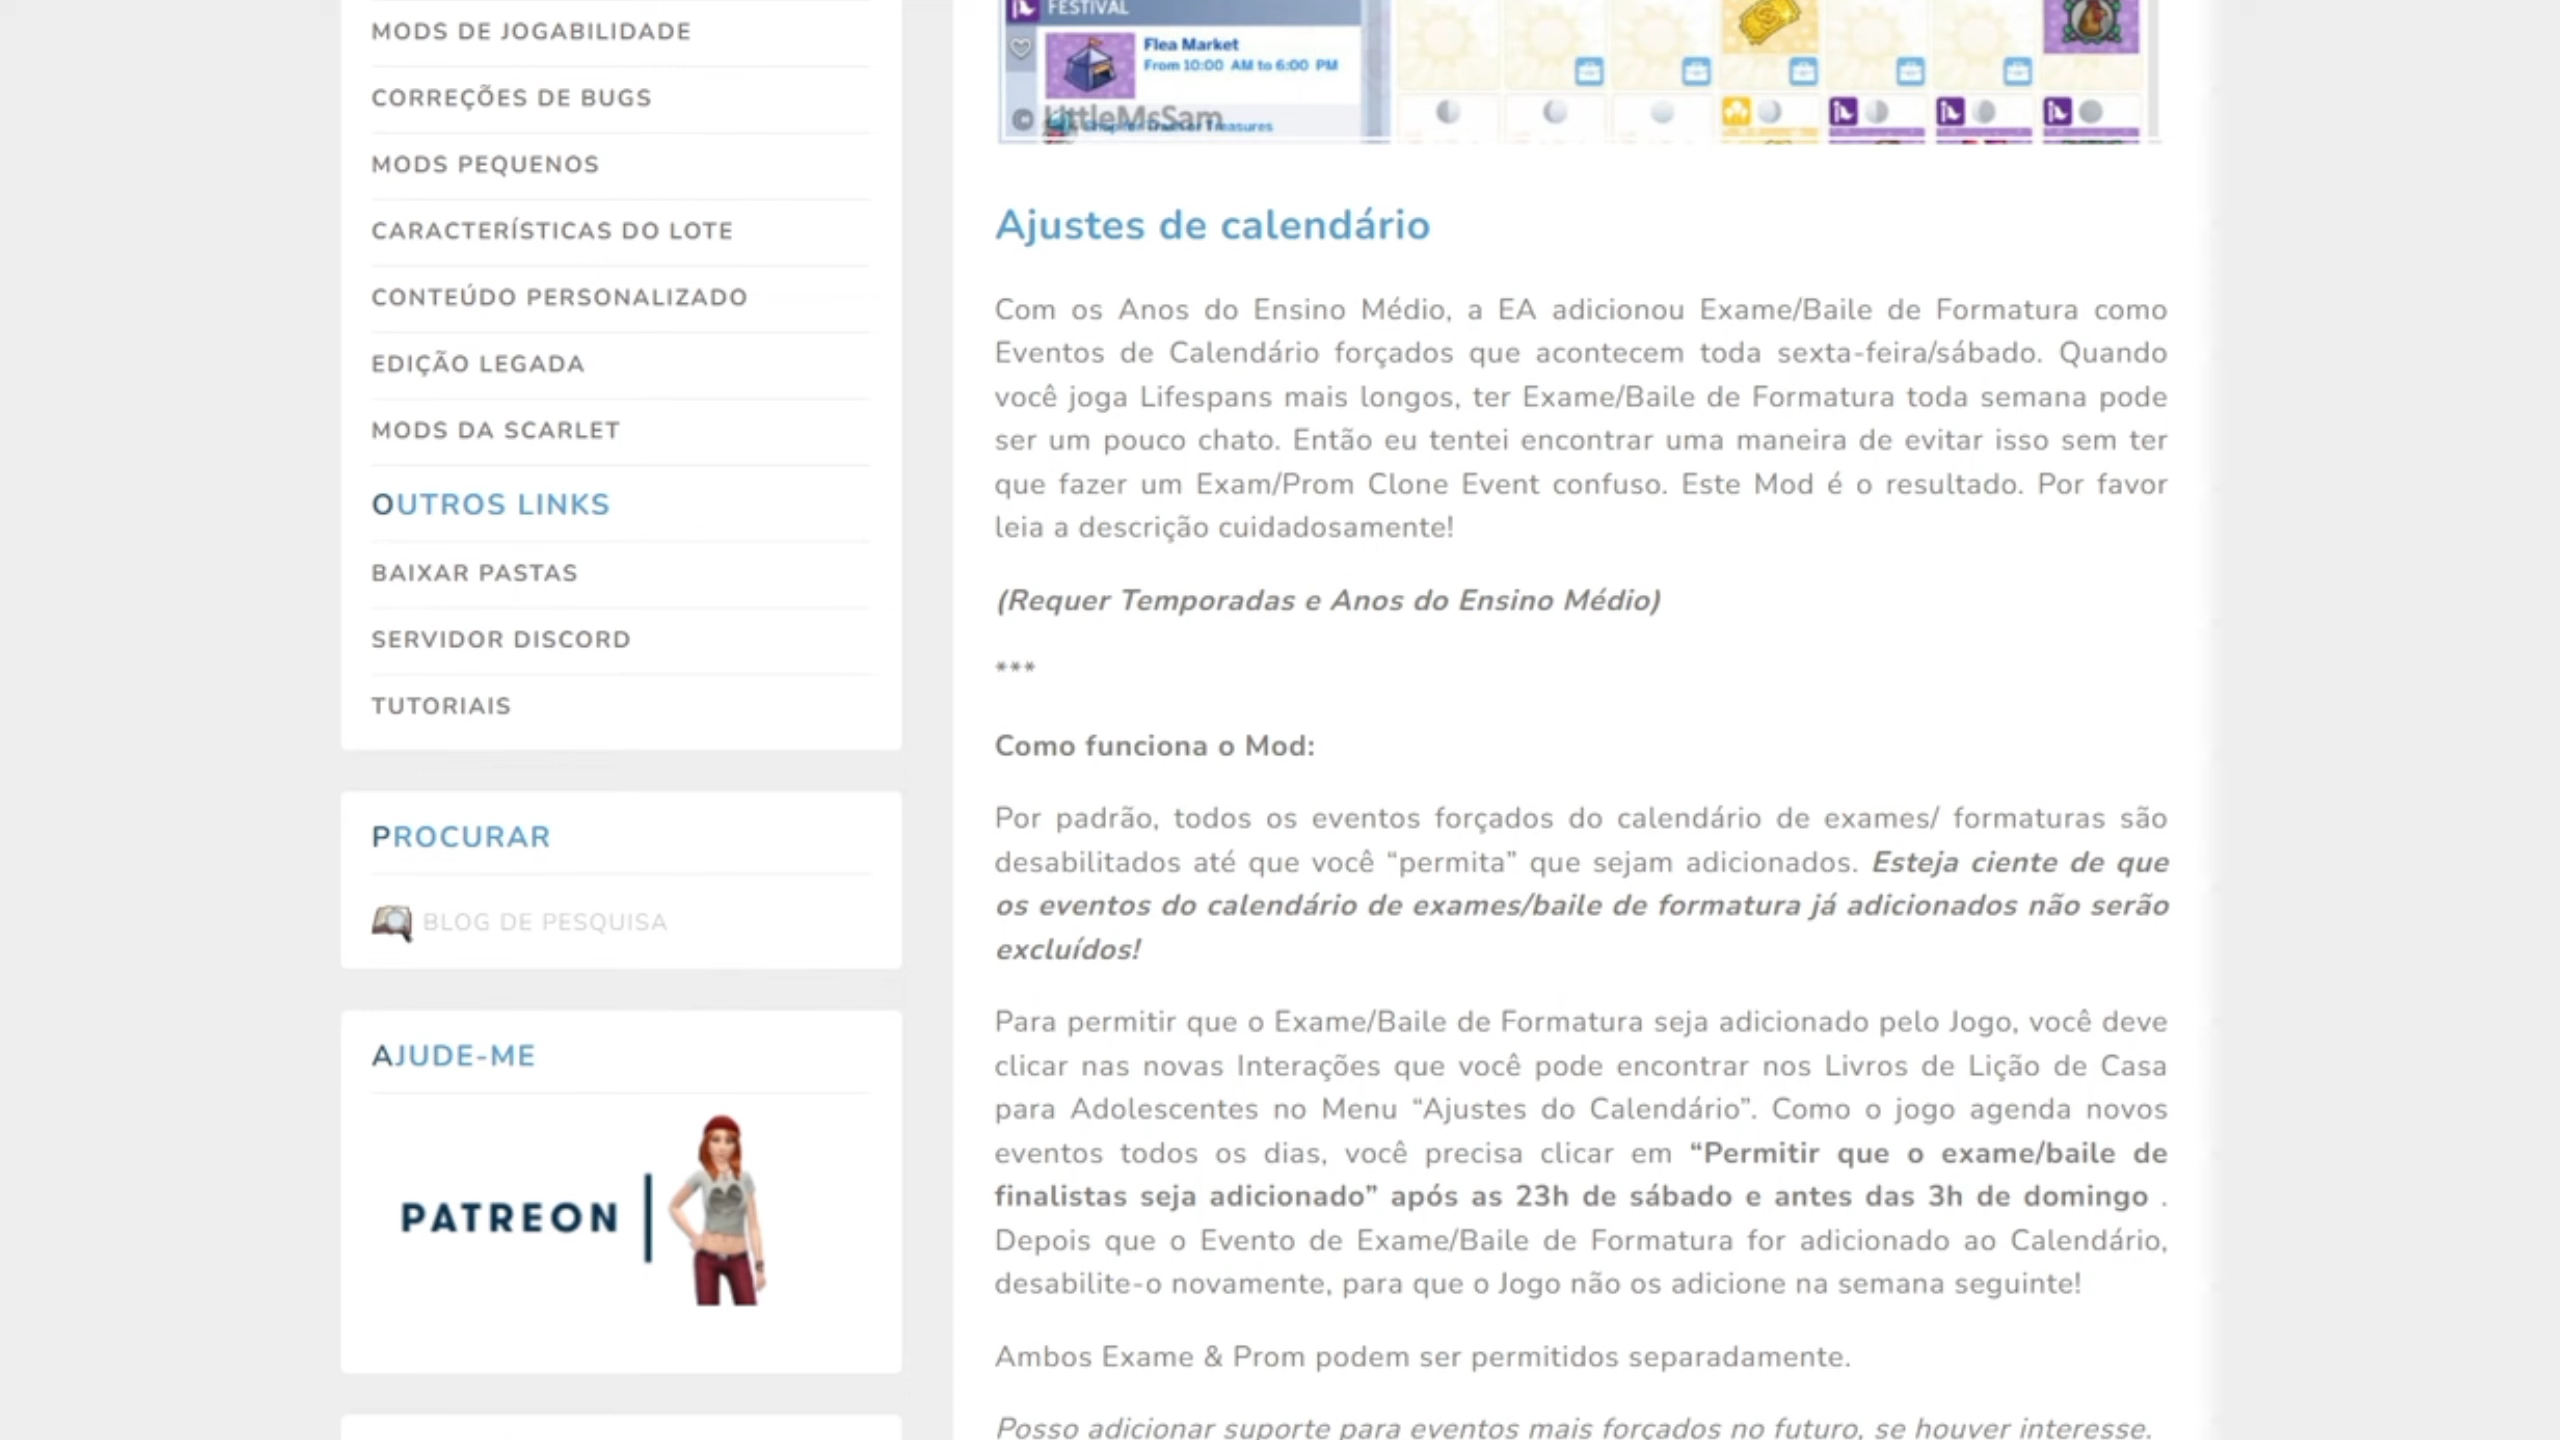 MODS DE JOGABILIDADE
CORREÇÕES DE BUGS
MODS PEQUENOS
CARACTERÍSTICAS DO LOTE
CONTEÚDO PERSONALIZADO
EDIÇÃO LEGADA
MODS DA SCARLET
OUTROS LINKS
BAIXAR PASTAS
SERVIDOR DISCORD
TUTORIAIS
PROCURAR
BLOG DE PESQUISA
AJUDE-ME
PATREON
FESTIVAL
Flea Market
From 10:00 AM to 6:00 PM
© LittleMsSam
Treasures
Ajustes de calendário
Com os Anos do Ensino Médio, a EA adicionou Exame/Baile de Formatura como
Eventos de Calendário forçados que acontecem toda sexta-feira/sábado. Quando
você joga Lifespans mais longos, ter Exame/Baile de Formatura toda semana pode
ser um pouco chato. Então eu tentei encontrar uma maneira de evitar isso sem ter
que fazer um Exam/Prom Clone Event confuso. Este Mod é o resultado. Por favor
leia a descrição cuidadosamente!
(Requer Temporadas e Anos do Ensino Médio)
***
Como funciona o Mod:
Por padrão, todos os eventos forçados do calendário de exames/ formaturas são
desabilitados até que você “permita” que sejam adicionados. Esteja ciente de que
os eventos do calendário de exames/baile de formatura já adicionados não serão
excluídos!
Para permitir que o Exame/Baile de Formatura seja adicionado pelo Jogo, você deve
clicar nas novas Interações que você pode encontrar nos Livros de Lição de Casa
para Adolescentes no Menu “Ajustes do Calendário”. Como o jogo agenda novos
eventos todos os dias, você precisa clicar em “Permitir que o exame/baile de
finalistas seja adicionado” após as 23h de sábado e antes das 3h de domingo .
Depois que o Evento de Exame/Baile de Formatura for adicionado ao Calendário,
desabilite-o novamente, para que o Jogo não os adicione na semana seguinte!
Ambos Exame & Prom podem ser permitidos separadamente.
Posso adicionar suporte para eventos mais forçados no futuro, se houver interesse.